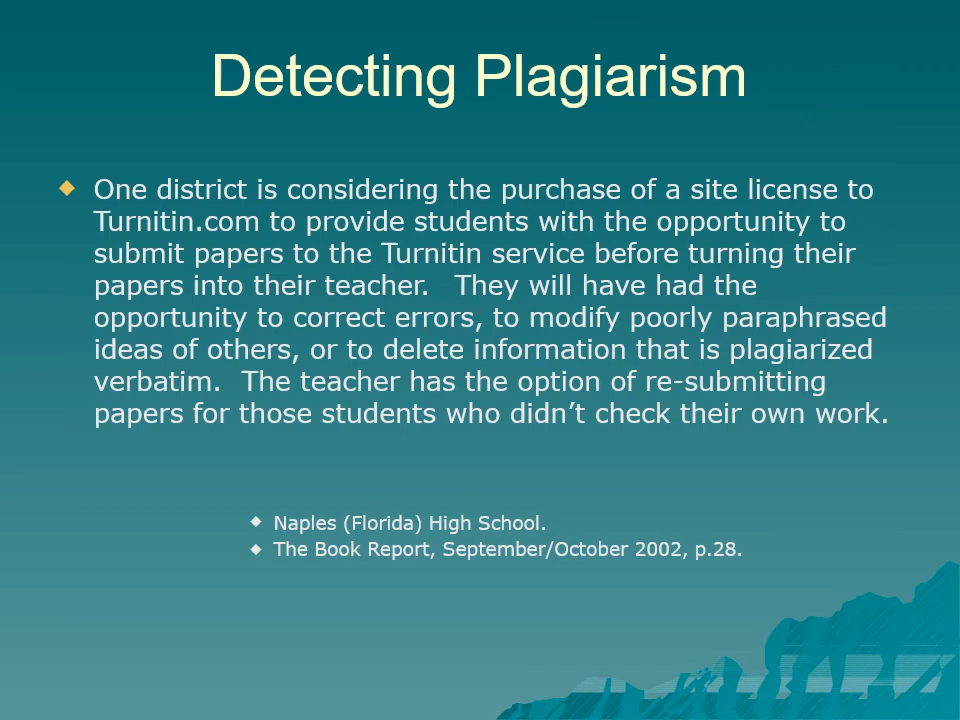 Detecting Plagiarism
One district is considering the purchase of a site license to
Turnitin.com to provide students with the opportunity to
submit papers to the Turnitin service before turning their
papers into their teacher.   They will have had the
opportunity to correct errors, to modify poorly paraphrased
ideas of others, or to delete information that is plagiarized
verbatim.  The teacher has the option of re-submitting
papers for those students who didn’t check their own work.
Naples (Florida) High School.
The Book Report, September/October 2002, p.28.